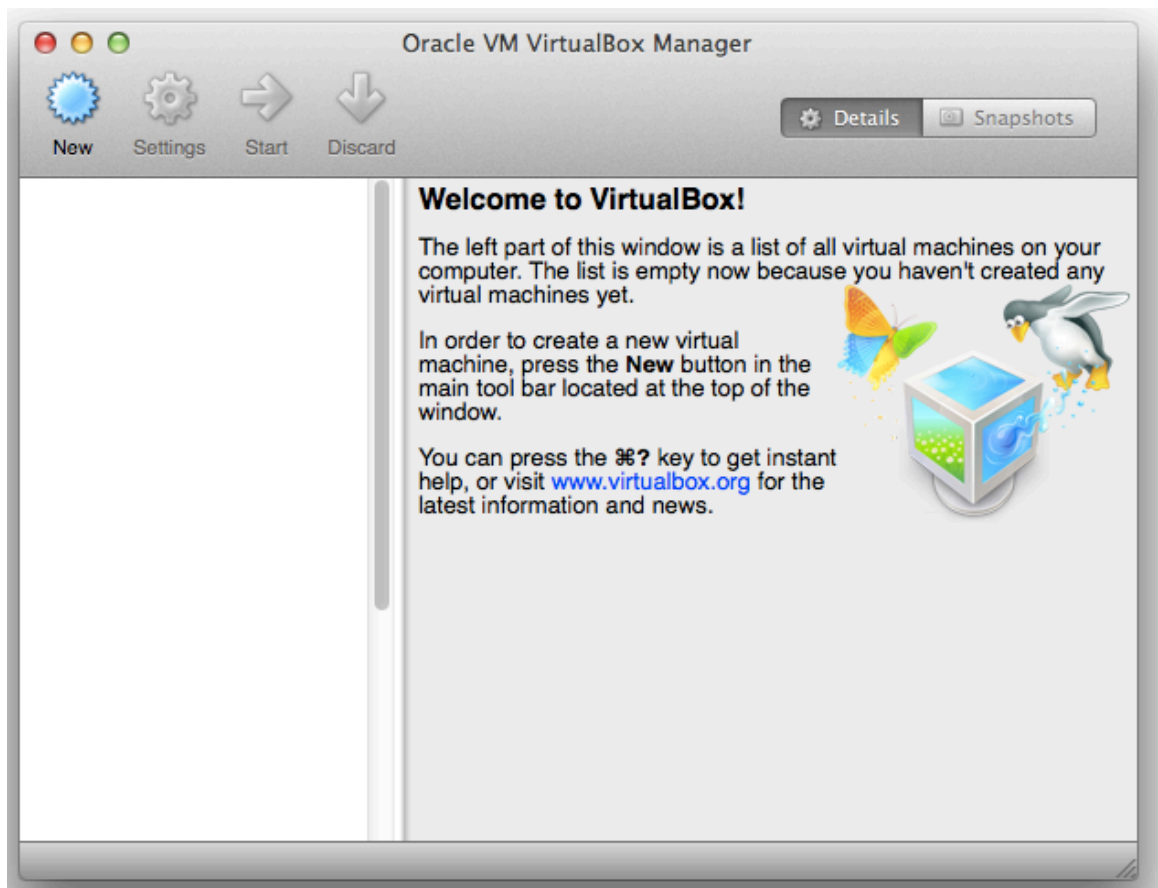 Oracle VM VirtualBox Manager
New Settings Start Discard
Details Snapshots
Welcome to VirtualBox!
The left part of this window is a list of all virtual machines on your
computer. The list is empty now because you haven't created any
virtual machines yet.
In order to create a new virtual
machine, press the New button in the
main tool bar located at the top of the
window.
You can press the ⌘? key to get instant
help, or visit www.virtualbox.org for the
latest information and news.